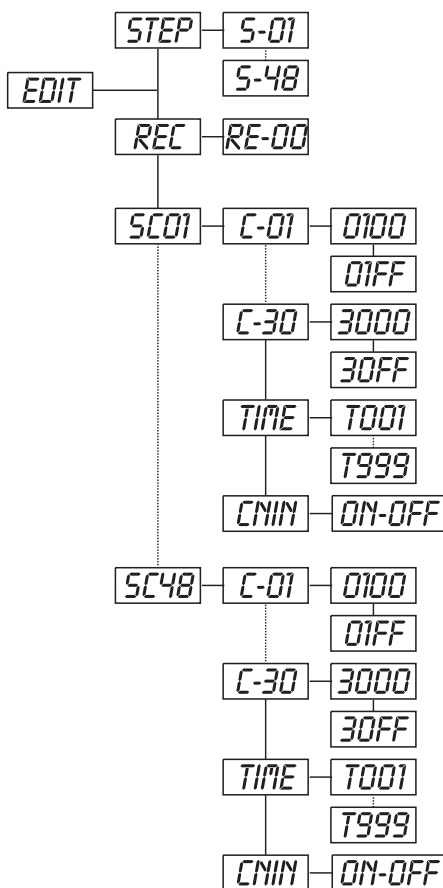 STEP S-01
S-48
EDIT
REC RE-00
SC01 C-01 0100
01FF
C-30 3000
30FF
TIME T001
T999
CNIN ON-OFF
SC48 C-01 0100
01FF
C-30 3000
30FF
TIME T001
T999
CNIN ON-OFF